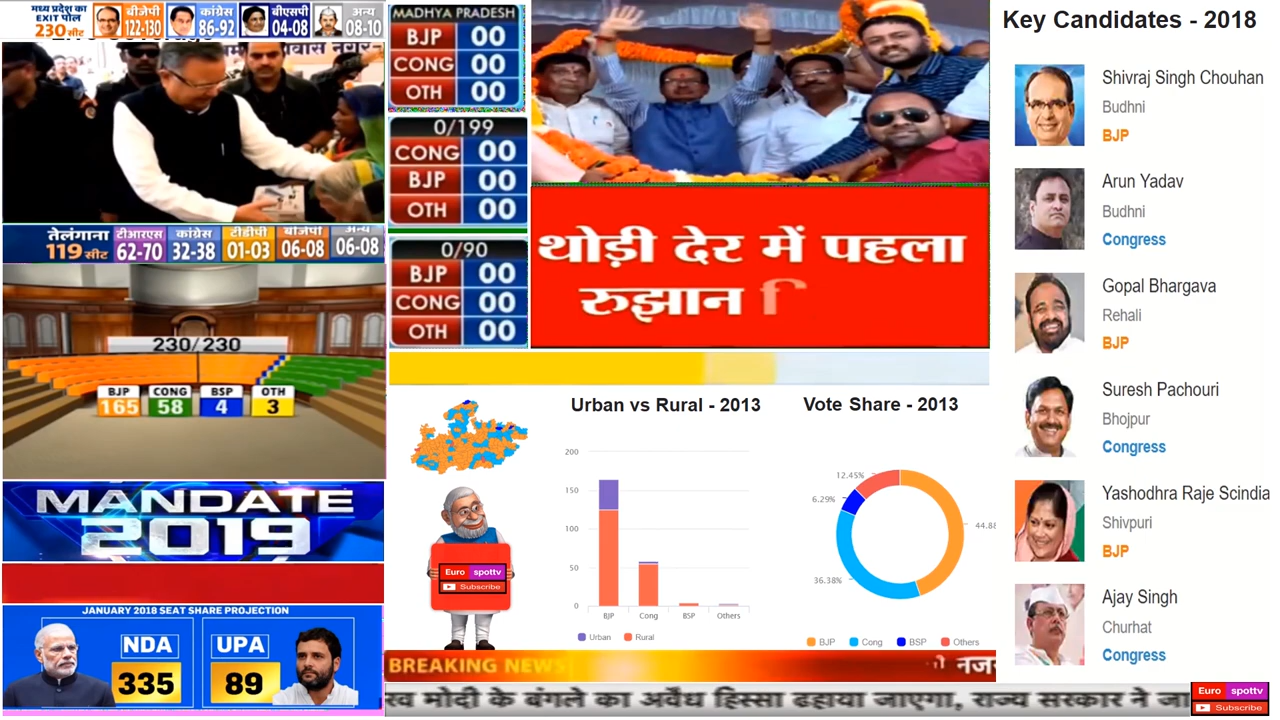 मध्य प्रदेश का
EXIT पोल
230 सीट
बीजेपी
122-130
कांग्रेस
86-92
बीएसपी
04-08
अन्य
08-10
तेलंगाना
119 सीट
टीआरएस
62-70
कांग्रेस
32-38
टीडीपी
01-03
बीजेपी
06-08
अन्य
06-08
230/230
BJP CONG BSP OTH
165 58 4 3
MANDATE
2019
JANUARY 2018 SEAT SHARE PROJECTION
NDA
335
UPA
89
MADHYA PRADESH
BJP 00
CONG 00
OTH 00
0/199
CONG 00
BJP 00
OTH 00
0/90
BJP 00
CONG 00
OTH 00
थोड़ी देर में पहला
रुझान
Euro spottv
Subscribe
Urban vs Rural - 2013
200
150
100
50
0
BJP Cong BSP Others
Urban Rural
Vote Share - 2013
12.45%
6.29%
44.88
36.38%
BJP Cong BSP Others
Key Candidates - 2018
Shivraj Singh Chouhan
Budhni
BJP
Arun Yadav
Budhni
Congress
Gopal Bhargava
Rehali
BJP
Suresh Pachouri
Bhojpur
Congress
Yashodhra Raje Scindia
Shivpuri
BJP
Ajay Singh
Churhat
Congress
BREAKING NEWS
मोदी के बंगले का अवैध हिस्सा ढहाया जाएगा, राज्य सरकार ने
Euro spottv
Subscribe